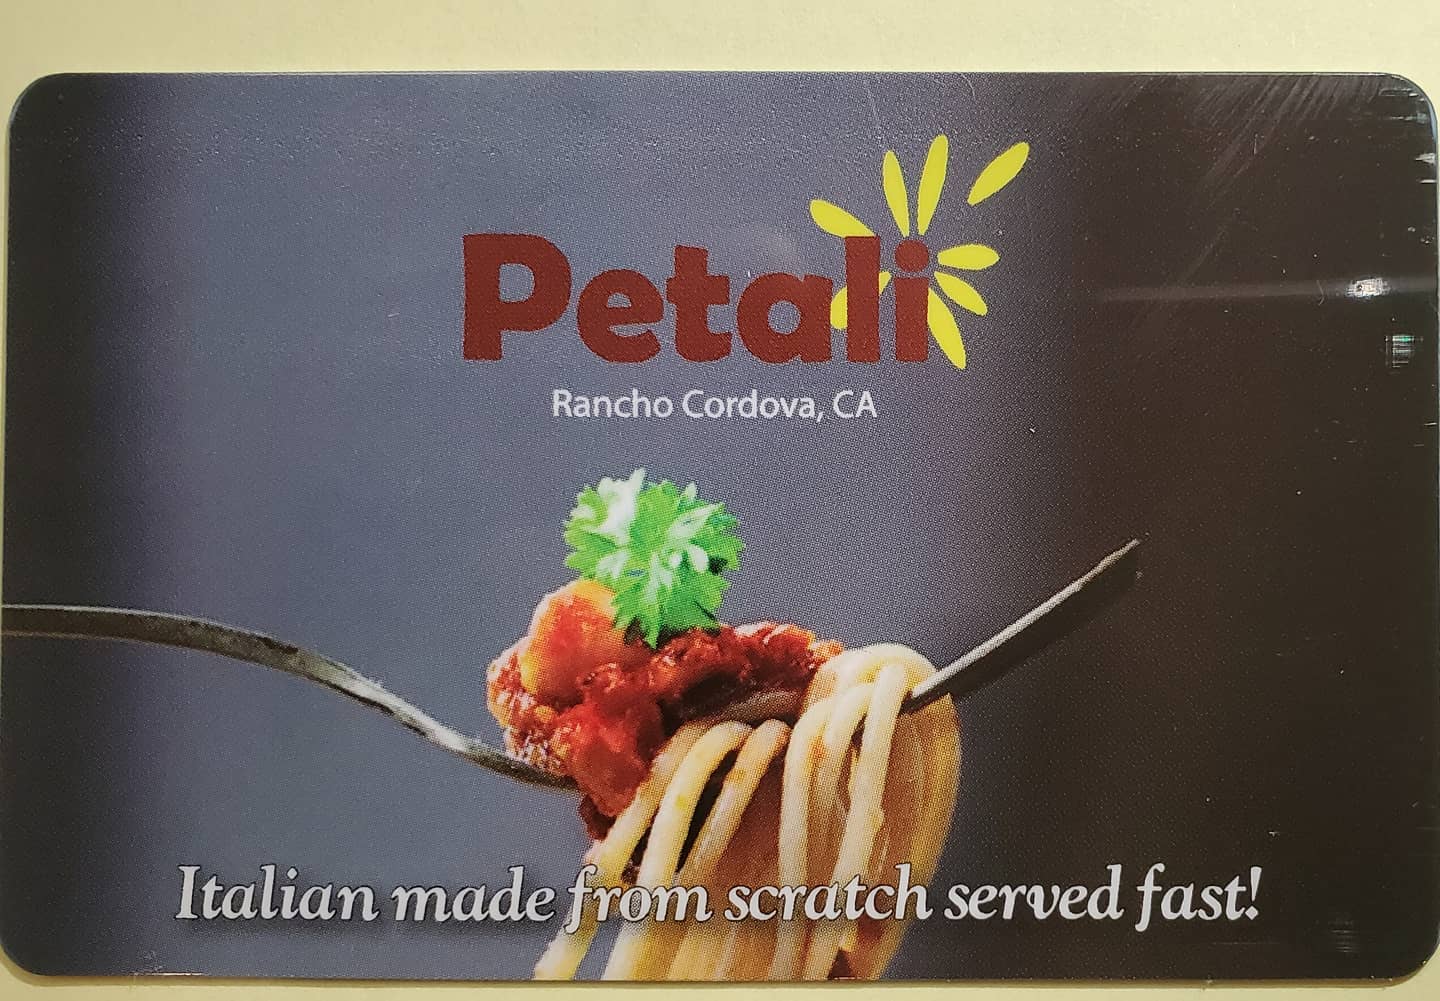 Petali
Rancho Cordova, CA
Italian made from scratch served fast!